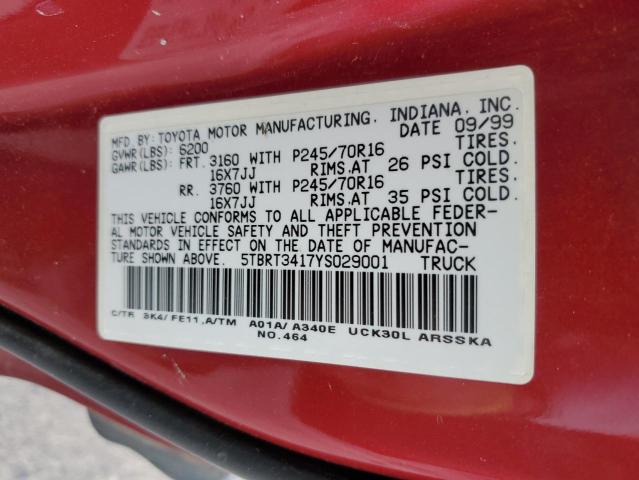 MFD. BY: TOYOTA MOTOR MANUFACTURING, INDIANA, INC.
GVWR(LBS): 6200 DATE 09/99
GAWR(LBS): FRT. 3160 WITH P245/70R16 TIRES.
16X7JJ RIMS.AT 26 PSI COLD.
RR. 3760 WITH P245/70R16 TIRES.
16X7JJ RIMS.AT 35 PSI COLD.
THIS VEHICLE CONFORMS TO ALL APPLICABLE FEDER-
AL MOTOR VEHICLE SAFETY AND THEFT PREVENTION
STANDARDS IN EFFECT ON THE DATE OF MANUFAC-
TURE SHOWN ABOVE. 5TBRT3417YS029001 TRUCK
C/TR 3K4/ FE11 ,A/TM A01A/ A340E UCK30L ARSSKA
NO.464